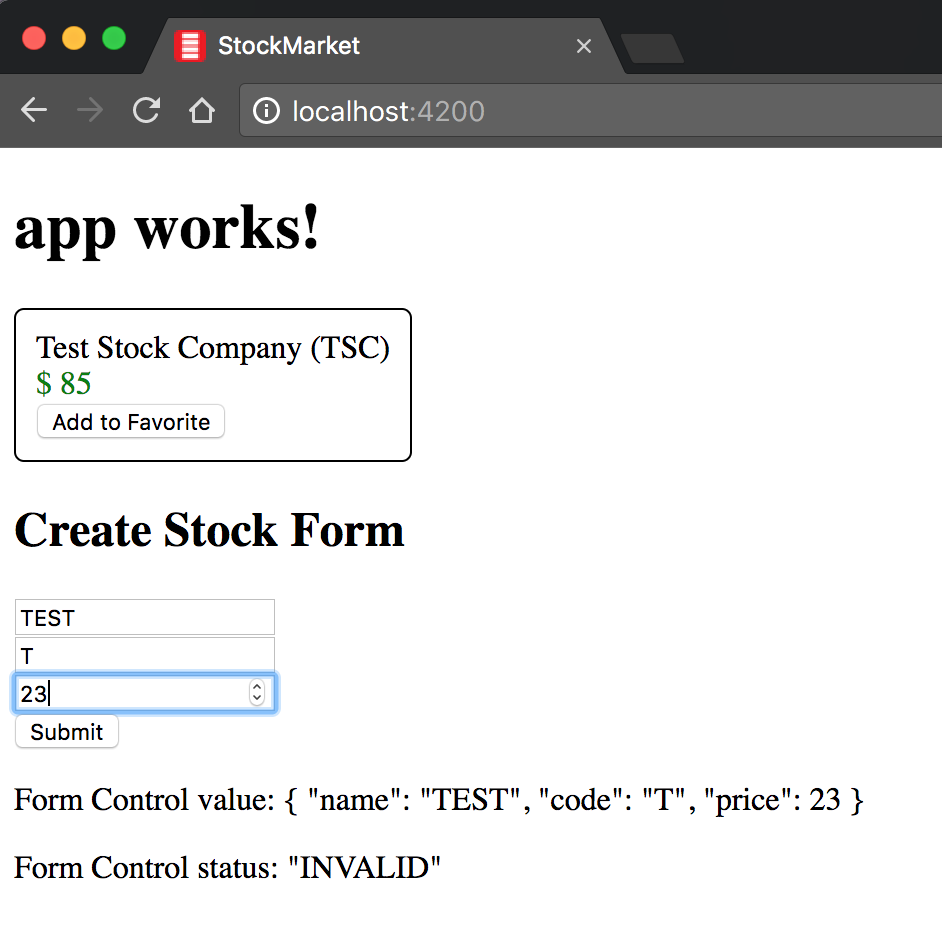 StockMarket
localhost:4200
app works!
Test Stock Company (TSC)
$ 85
Add to Favorite
Create Stock Form
TEST
T
23
Submit
Form Control value: { "name": "TEST", "code": "T", "price": 23 }
Form Control status: "INVALID"